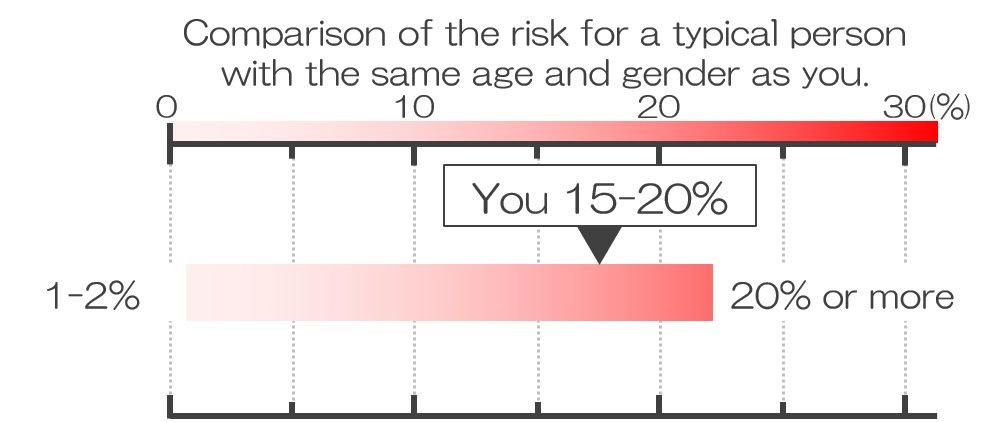 Comparison of the risk for a typical person
with the same age and gender as you.
0 10 20 30(%)
You 15-20%
1-2% 20% or more